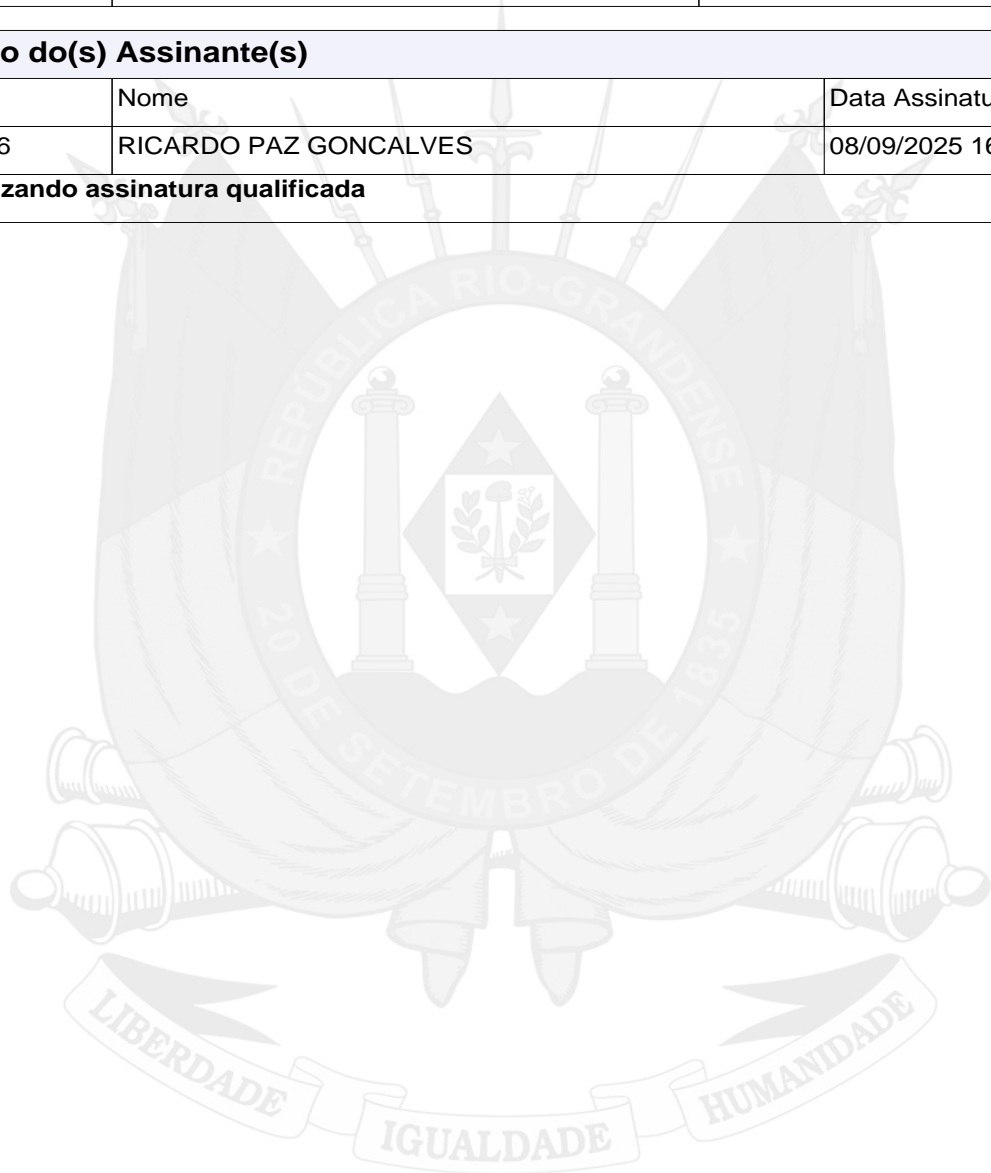 o do(s) Assinante(s)
Nome
Data Assinatu
6
RICARDO PAZ GONCALVES
08/09/2025 16
zando assinatura qualificada
REPÚBLICA RIO-GRANDENSE
20 DE SETEMBRO DE 1835
LIBERDADE
IGUALDADE
HUMANIDADE